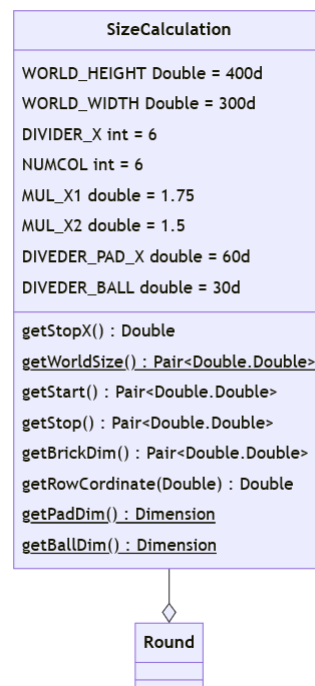 SizeCalculation
WORLD_HEIGHT Double = 400d
WORLD_WIDTH Double = 300d
DIVIDER_X int = 6
NUMCOL int = 6
MUL_X1 double = 1.75
MUL_X2 double = 1.5
DIVEDER_PAD_X double = 60d
DIVEDER_BALL double = 30d
getStopX() : Double
getWorldSize() : Pair<Double.Double>
getStart() : Pair<Double.Double>
getStop() : Pair<Double.Double>
getBrickDim() : Pair<Double.Double>
getRowCordinate(Double) : Double
getPadDim() : Dimension
getBallDim() : Dimension
Round